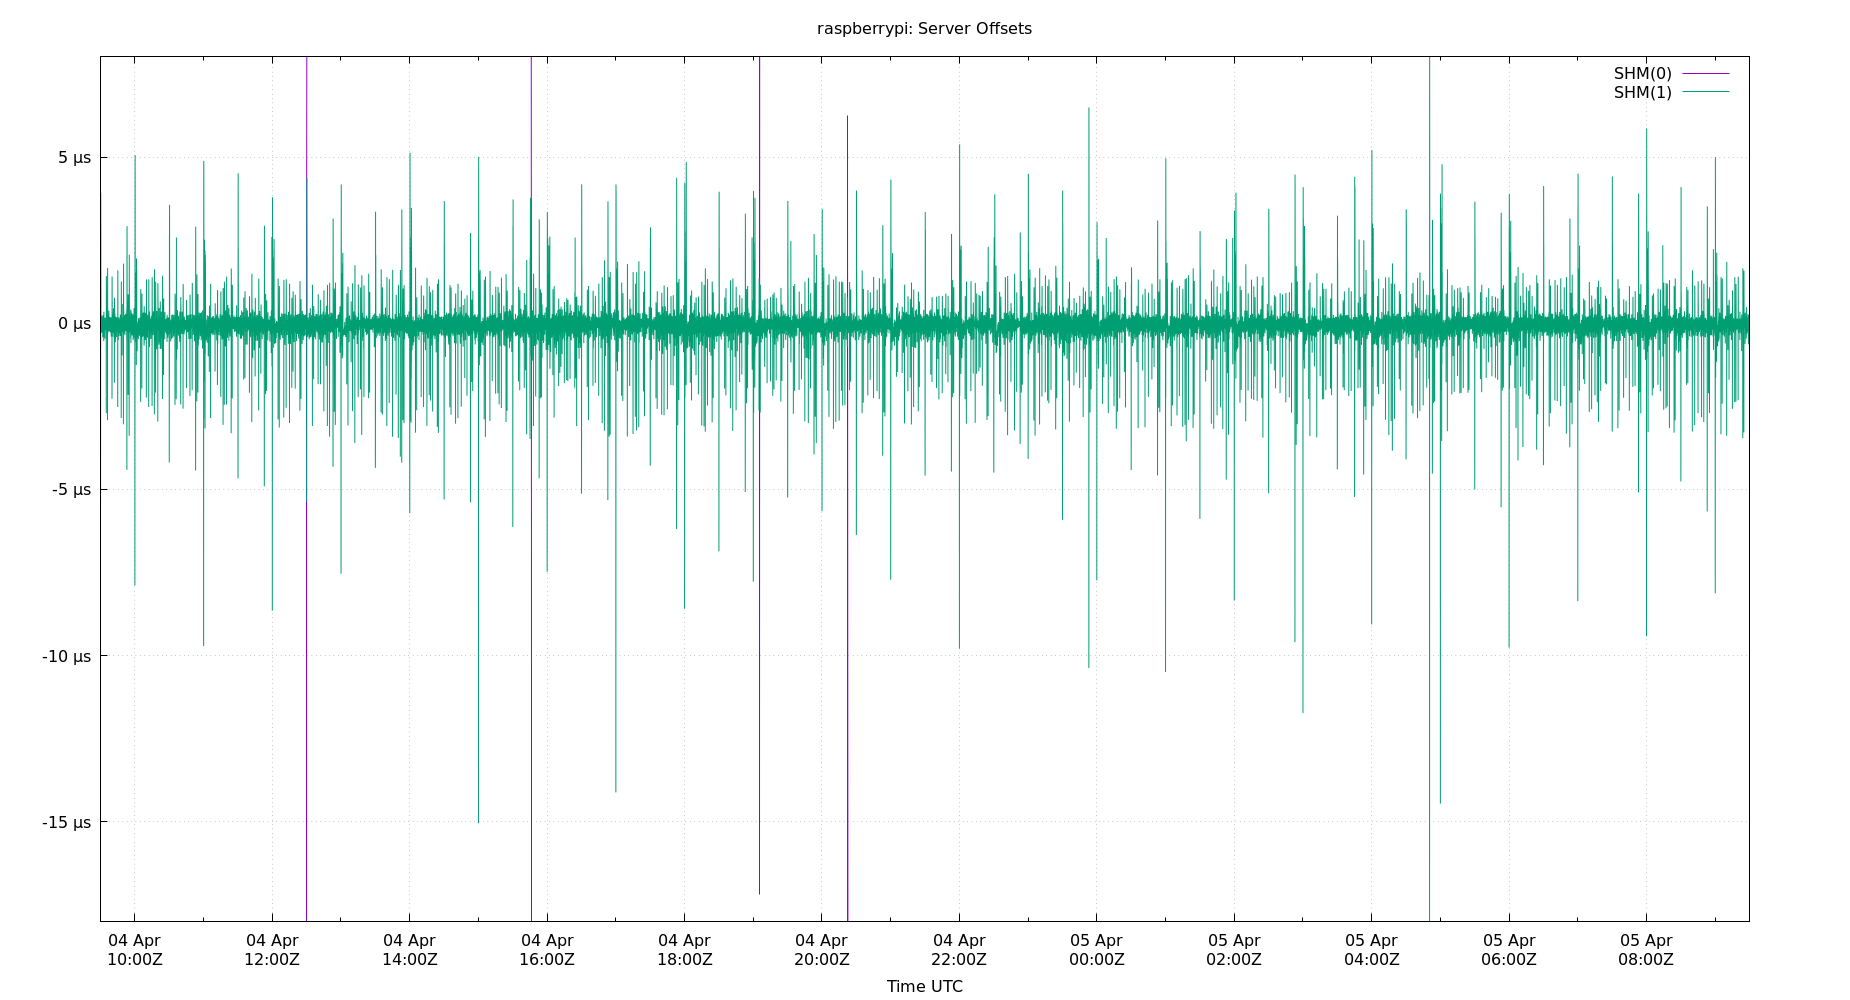 raspberrypi: Server Offsets
SHM(0)
SHM(1)
5 µs
0 µs
-5 µs
-10 µs
-15 µs
04 Apr 04 Apr 04 Apr 04 Apr 04 Apr 04 Apr 04 Apr 05 Apr 05 Apr 05 Apr 05 Apr 05 Apr
10:00Z 12:00Z 14:00Z 16:00Z 18:00Z 20:00Z 22:00Z 00:00Z 02:00Z 04:00Z 06:00Z 08:00Z
Time UTC